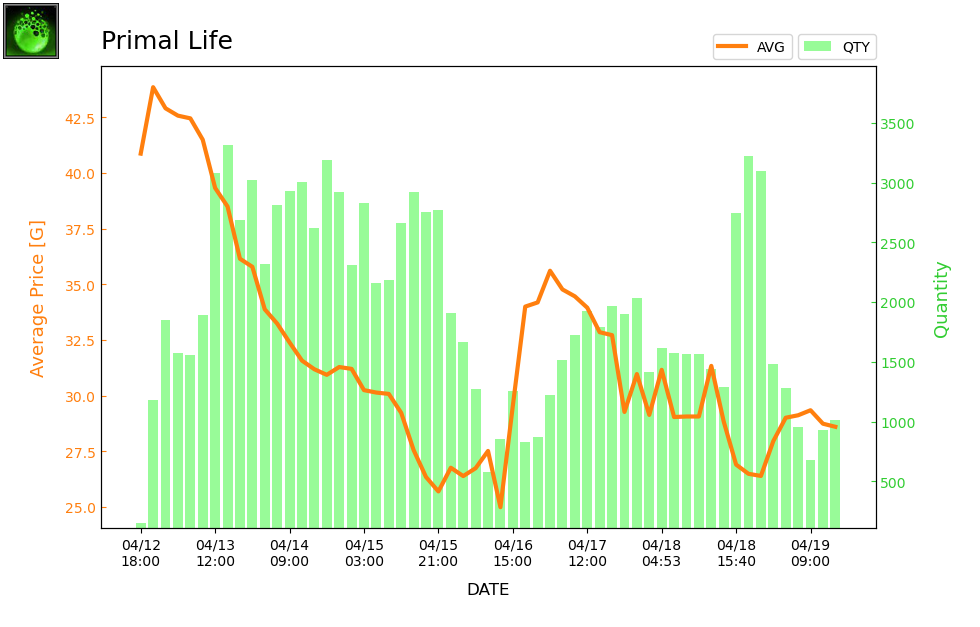 Primal Life
AVG
QTY
Average Price [G]
42.5
40.0
37.5
35.0
32.5
30.0
27.5
25.0
3500
3000
2500
2000
1500
1000
500
Quantity
04/12 04/13 04/14 04/15 04/15 04/16 04/17 04/18 04/18 04/19
18:00 12:00 09:00 03:00 21:00 15:00 12:00 04:53 15:40 09:00
DATE